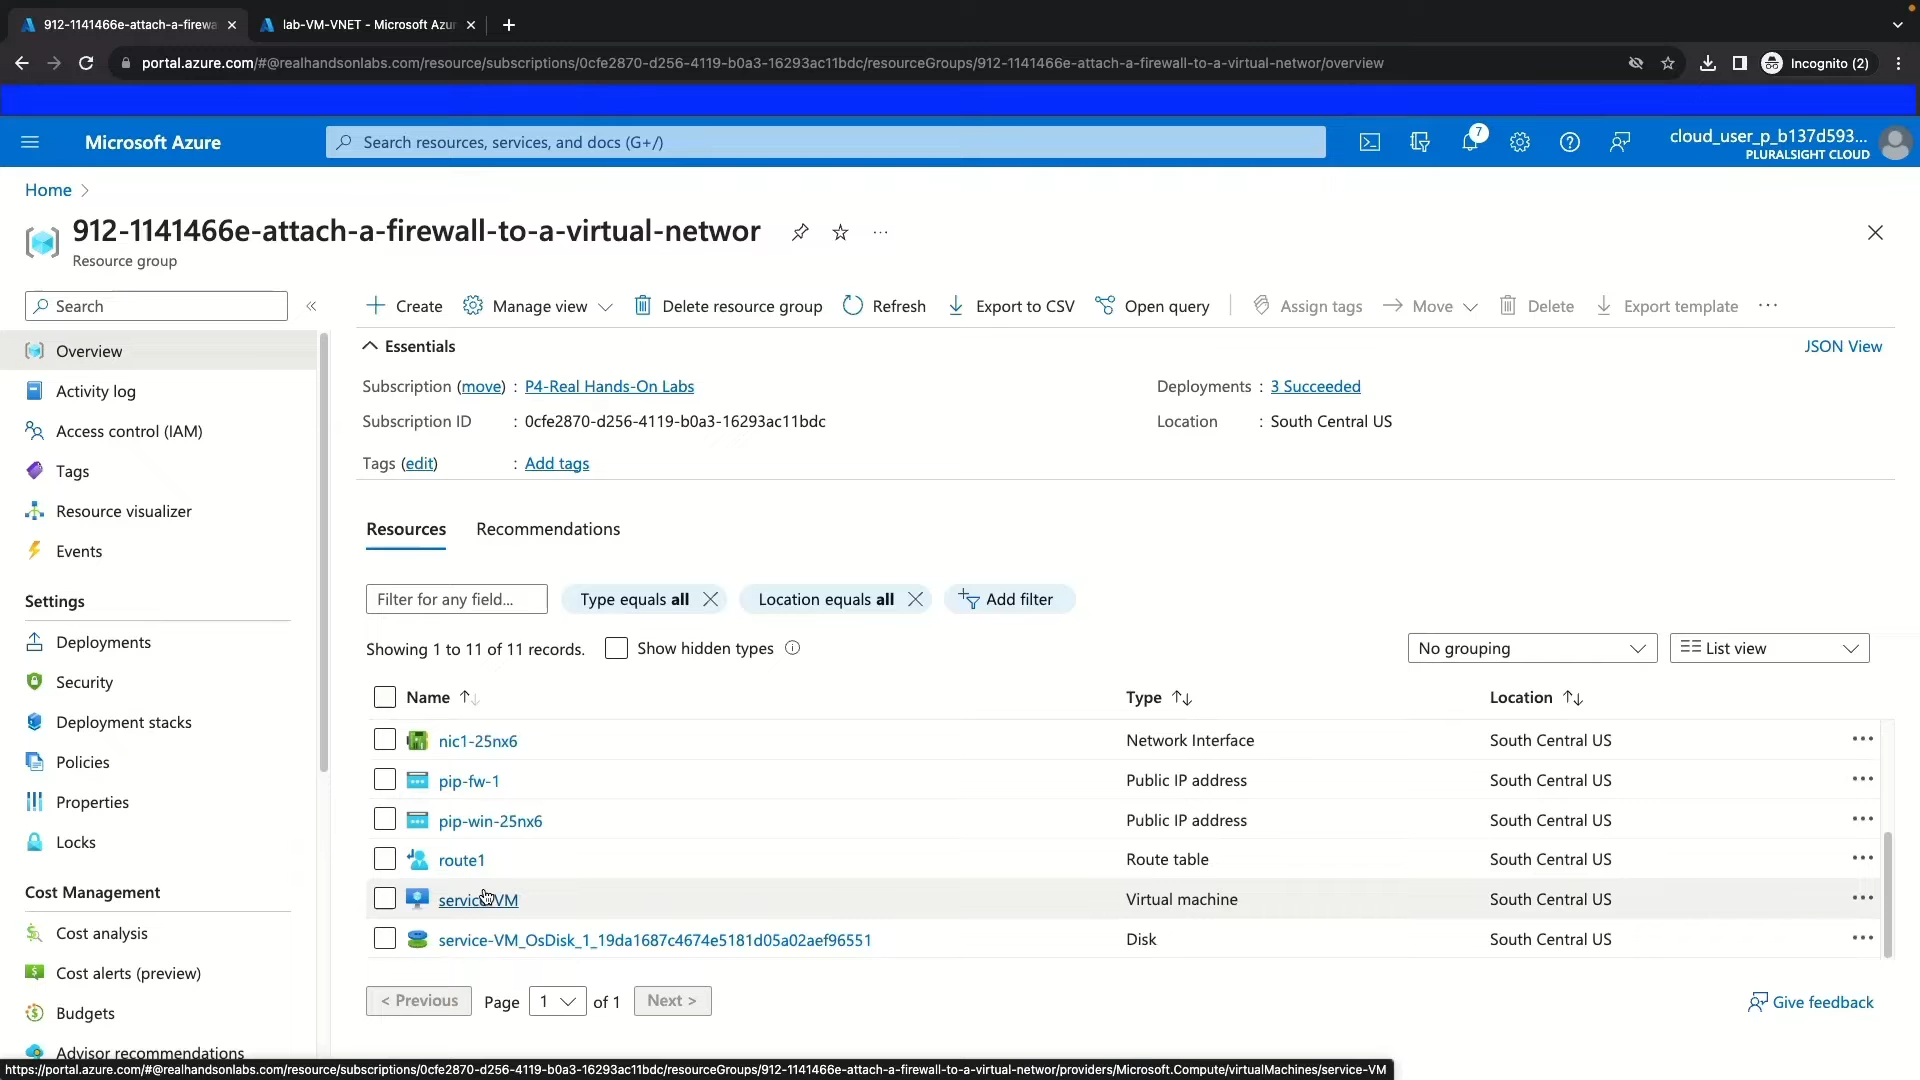 912-1141466e-attach-a-firewa
lab-VM-VNET - Microsoft Azu
portal.azure.com/#@realhandsonlabs.com/resource/subscriptions/0cfe2870-d256-4119-b0a3-16293ac11bdc/resourceGroups/912-1141466e-attach-a-firewall-to-a-virtual-networ/overview
Incognito (2)
Microsoft Azure
Search resources, services, and docs (G+/)
7
cloud_user_p_b137d593...
PLURALSIGHT CLOUD
Home
912-1141466e-attach-a-firewall-to-a-virtual-networ
Resource group
Search
Create
Manage view
Delete resource group
Refresh
Export to CSV
Open query
Assign tags
Move
Delete
Export template
Overview
Activity log
Access control (IAM)
Tags
Resource visualizer
Events
Settings
Deployments
Security
Deployment stacks
Policies
Properties
Locks
Cost Management
Cost analysis
Cost alerts (preview)
Budgets
Advisor recommendations
Essentials
JSON View
Subscription (move) : P4-Real Hands-On Labs
Deployments : 3 Succeeded
Subscription ID : 0cfe2870-d256-4119-b0a3-16293ac11bdc
Location : South Central US
Tags (edit) : Add tags
Resources
Recommendations
Filter for any field...
Type equals all
Location equals all
Add filter
Showing 1 to 11 of 11 records.
Show hidden types
No grouping
List view
Name Type Location
nic1-25nx6 Network Interface South Central US
pip-fw-1 Public IP address South Central US
pip-win-25nx6 Public IP address South Central US
route1 Route table South Central US
service-VM Virtual machine South Central US
service-VM_OsDisk_1_19da1687c4674e5181d05a02aef96551 Disk South Central US
< Previous Page 1 of 1 Next >
Give feedback
https://portal.azure.com/#@realhandsonlabs.com/resource/subscriptions/0cfe2870-d256-4119-b0a3-16293ac11bdc/resourceGroups/912-1141466e-attach-a-firewall-to-a-virtual-networ/providers/Microsoft.Compute/virtualMachines/service-VM